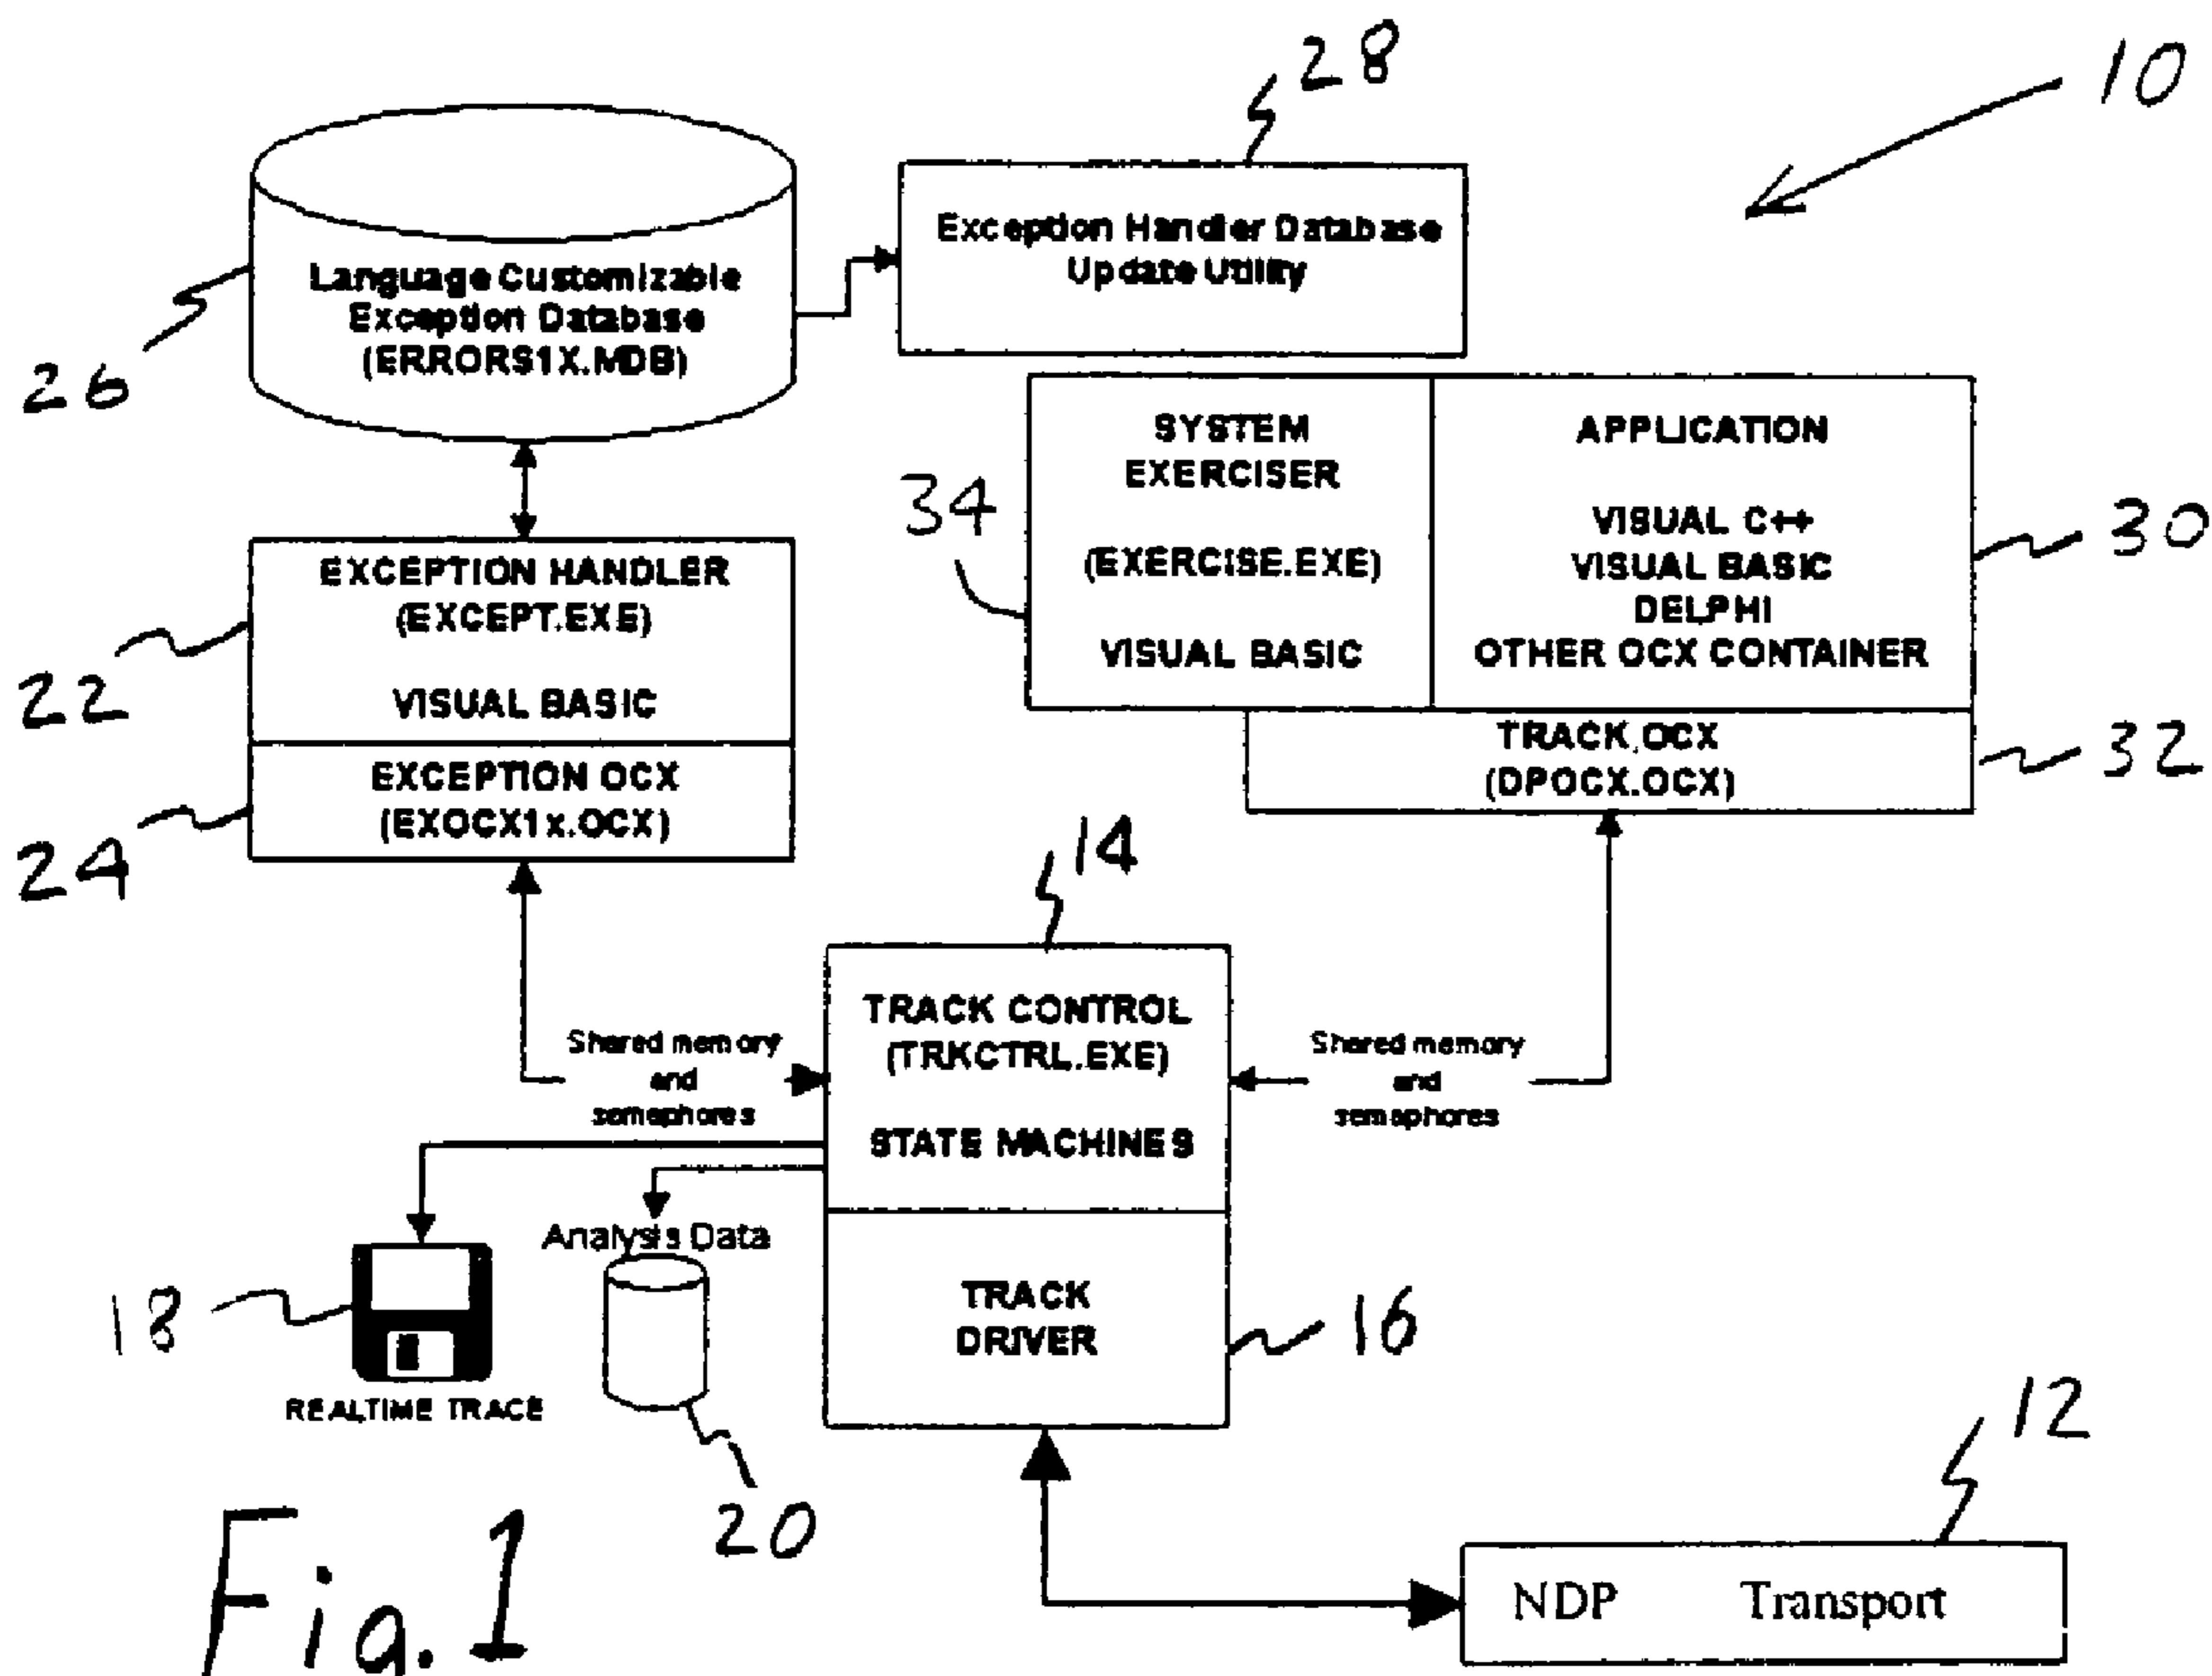 28
10
Language Customizable
Exception Database
(ERRORS1X.MDB)
26
Exception Handler Database
Update Utility
SYSTEM
EXERCISER
(EXERCISE.EXE)
VISUAL BASIC
34
APPLICATION
VISUAL C++
VISUAL BASIC
DELPHI
OTHER OCX CONTAINER
30
TRACK.OCX
(DPOCX.OCX)
32
EXCEPTION HANDLER
(EXCEPT.EXE)
VISUAL BASIC
22
EXCEPTION OCX
(EXOCX1x.OCX)
24
14
Shared memory
and
semaphores
TRACK CONTROL
(TRKCTRL.EXE)
STATE MACHINES
Shared memory
and
semaphores
TRACK
DRIVER
16
Analysis Data
18
REALTIME TRACE
20
12
NDP Transport
Fig. 1